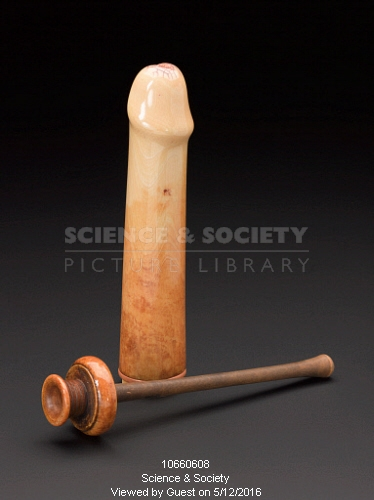 SCIENCE & SOCIETY
PICTURE LIBRARY
10660608
Science & Society
Viewed by Guest on 5/12/2016